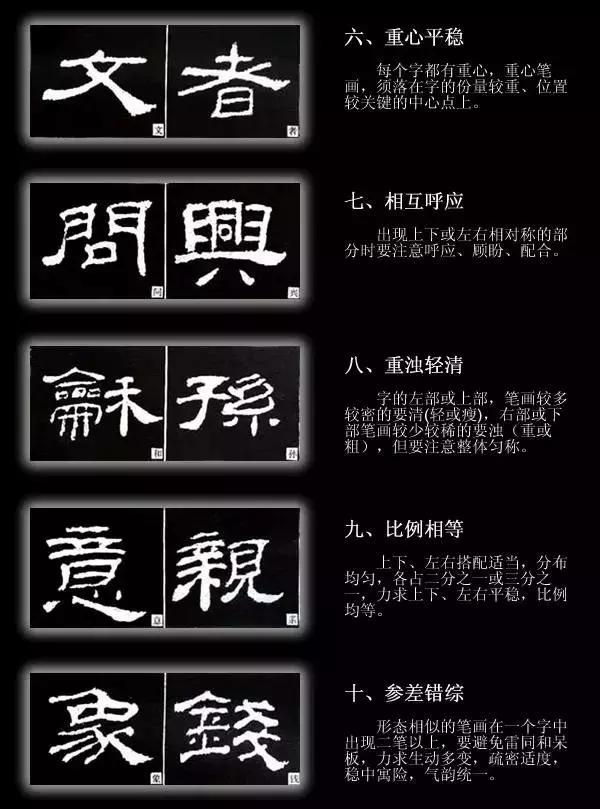 文 者
文 者
六、重心平稳
每个字都有重心，重心笔
画，须落在字的份量较重、位置
较关键的中心点上。
問 興
问 兴
七、相互呼应
出现上下或左右相对称的部
分时要注意呼应、顾盼、配合。
龢 孫
和 孙
八、重浊轻清
字的左部或上部，笔画较多
较密的要清(轻或瘦)，右部或下
部笔画较少较稀的要浊（重或
粗），但要注意整体匀称。
意 親
意 亲
九、比例相等
上下、左右搭配适当，分布
均匀，各占二分之一或三分之
一，力求上下、左右平稳，比例
均等。
象 錢
象 钱
十、参差错综
形态相似的笔画在一个字中
出现二笔以上，要避免雷同和呆
板，力求生动多变，疏密适度，
稳中寓险，气韵统一。